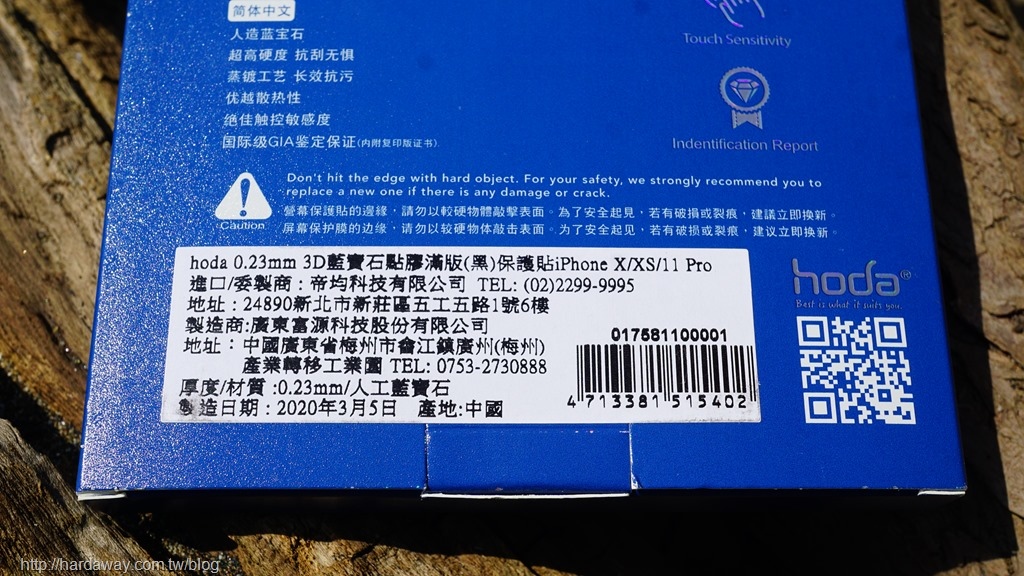 简体中文
人造蓝宝石
超高硬度 抗刮无惧
蒸镀工艺 长效抗污
优越散热性
绝佳触控敏感度
国际级GIA鉴定保证(内附复印版证书)
Touch Sensitivity
Indentification Report
Caution
Don't hit the edge with hard object. For your safety, we strongly recommend you to
replace a new one if there is any damage or crack.
螢幕保護貼的邊緣，請勿以較硬物體敲擊表面。為了安全起見，若有破損或裂痕，建議立即換新。
屏幕保护膜的边缘，请勿以较硬物体敲击表面。为了安全起见，若有破损或裂痕，建议立即换新。
hoda 0.23mm 3D藍寶石點膠滿版(黑)保護貼iPhone X/XS/11 Pro
進口/委製商：帝均科技有限公司 TEL: (02)2299-9995
地址：24890新北市新莊區五工五路1號6樓
製造商:廣東富源科技股份有限公司
地址：中國廣東省梅州市畬江鎮廣州(梅州)
產業轉移工業園 TEL: 0753-2730888
厚度/材質:0.23mm/人工藍寶石
製造日期：2020年3月5日 產地:中國
017581100001
4713381515402
hoda®
Best is what it suits you.
http://hardaway.com.tw/blog